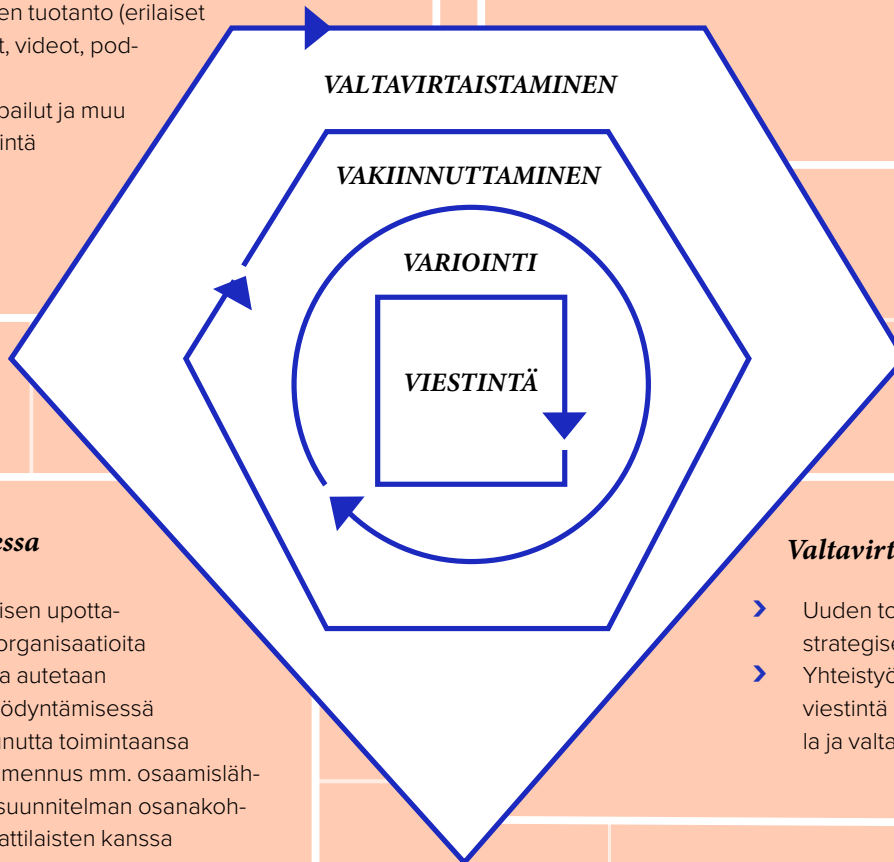 en tuotanto (erilaiset
t, videot, pod-
pailut ja muu
intä
VALTAVIRTAISTAMINEN
VAKIINNUTTAMINEN
VARIOINTI
VIESTINTÄ
essa
isen upotta-
organisaatioita
a autetaan
ödyntämisessä
nutta toimintaansa
mennus mm. osaamisläh-
suunnitelman osanakoh-
attilaisten kanssa
Valtavirt
Uuden to
strategise
Yhteistyö
viestintä
la ja valta